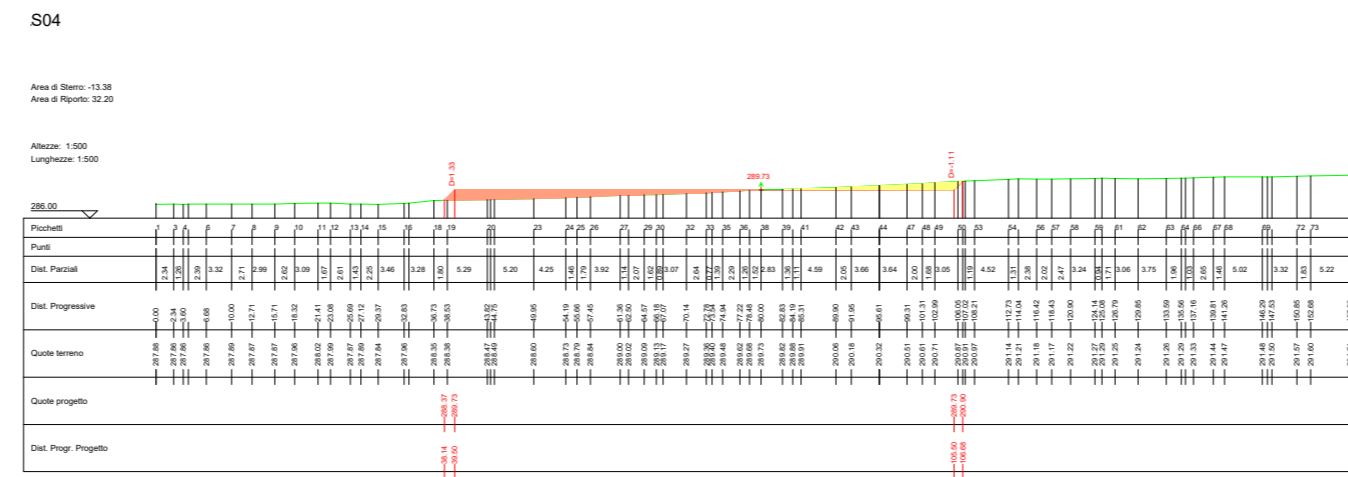 S04
Area di Sterro: -13.38
Area di Riporto: 32.20
Altezze: 1:500
Lunghezze: 1:500
D=1.33
289.73
D=-1.11
286.00
Picchetti 1 3 4 6 7 8 9 10 11 12 13 14 15 16 18 19 20 23 24 25 26 27 29 30 32 33 35 36 38 39 41 42 43 44 47 48 49 50 53 54 56 57 58 59 61 62 63 64 66 67 68 69 72 73
Punti
Dist. Parziali 2.34 1.26 2.39 3.32 2.71 2.99 2.62 3.09 1.67 2.61 1.43 2.25 3.46 3.28 1.80 5.29 5.20 4.25 1.46 1.79 3.92 1.14 2.07 1.62 0.89 3.07 2.64 0.77 1.39 2.29 1.26 1.52 2.83 1.36 1.11 4.59 2.05 3.66 3.64 2.00 1.68 3.05 1.19 4.52 1.31 2.38 2.02 2.47 3.24 0.94 1.71 3.06 3.75 1.96 1.03 2.65 1.46 5.02 3.32 1.83 5.22
Dist. Progressive 0.00 2.34 3.60 6.68 10.00 12.71 15.71 18.32 21.41 23.08 25.69 27.12 29.37 32.83 36.73 38.53 43.82 44.75 49.95 54.19 55.66 57.45 61.36 62.50 64.57 66.18 67.07 70.14 72.78 73.54 74.94 77.22 78.48 80.00 82.83 84.19 85.31 89.90 91.95 95.61 99.31 101.31 102.99 106.05 107.02 108.21 112.73 114.04 116.42 118.43 120.90 124.14 125.08 126.79 129.85 133.59 135.56 137.16 139.81 141.26 146.29 147.53 150.85 152.68
Quote terreno 287.88 287.86 287.86 287.86 287.89 287.87 287.87 287.96 288.02 287.99 287.87 287.89 287.84 287.96 288.35 288.38 288.47 288.49 288.60 288.73 288.79 288.84 289.00 289.02 289.09 289.13 289.17 289.27 289.36 289.40 289.48 289.62 289.68 289.73 289.82 289.88 289.91 290.06 290.18 290.32 290.51 290.61 290.71 290.87 290.91 290.97 291.14 291.21 291.18 291.17 291.22 291.27 291.29 291.25 291.24 291.26 291.29 291.33 291.44 291.47 291.48 291.50 291.57 291.60
Quote progetto 288.37 289.73 289.73 290.90
Dist. Progr. Progetto 38.14 39.50 105.50 106.68